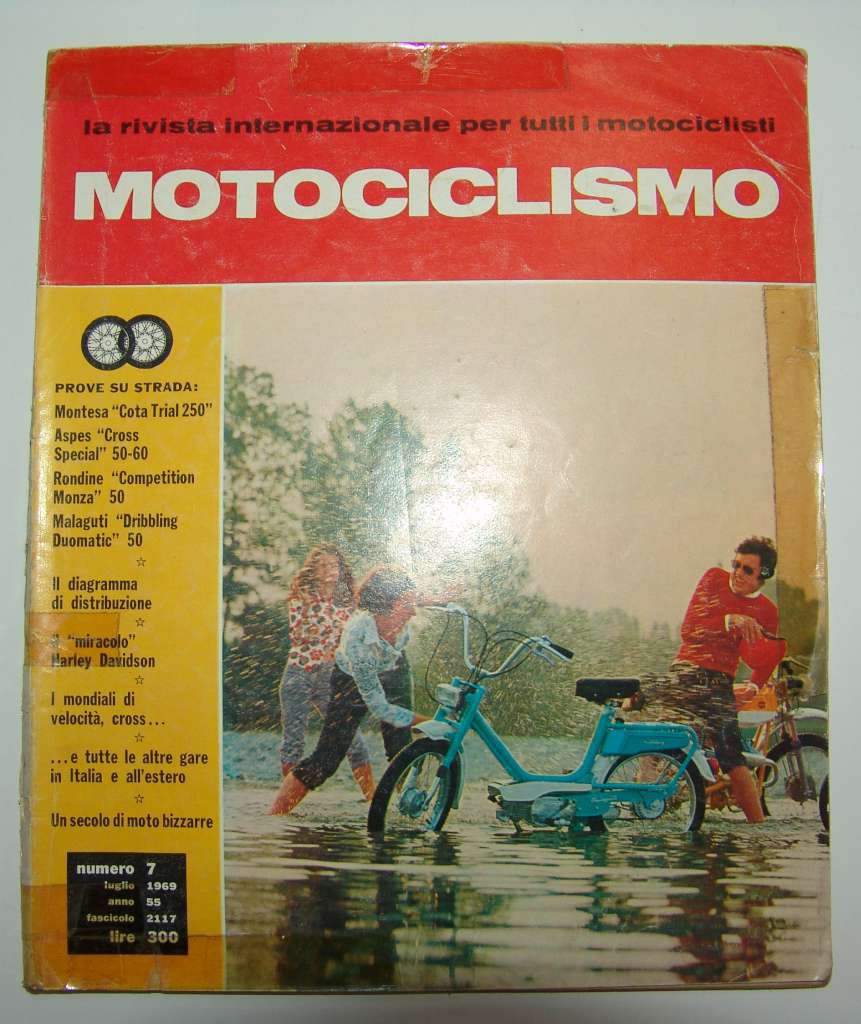 la rivista internazionale per tutti i motociclisti
MOTOCICLISMO
PROVE SU STRADA:
Montesa "Cota Trial 250"
Aspes "Cross
Special" 50-60
Rondine "Competition
Monza" 50
Malaguti "Dribbling
Duomatic" 50
☆
Il diagramma
di distribuzione
☆
Il "miracolo"
Harley Davidson
☆
I mondiali di
velocità, cross...
☆
...e tutte le altre gare
in Italia e all'estero
☆
Un secolo di moto bizzarre
numero 7
luglio 1969
anno 55
fascicolo 2117
lire 300